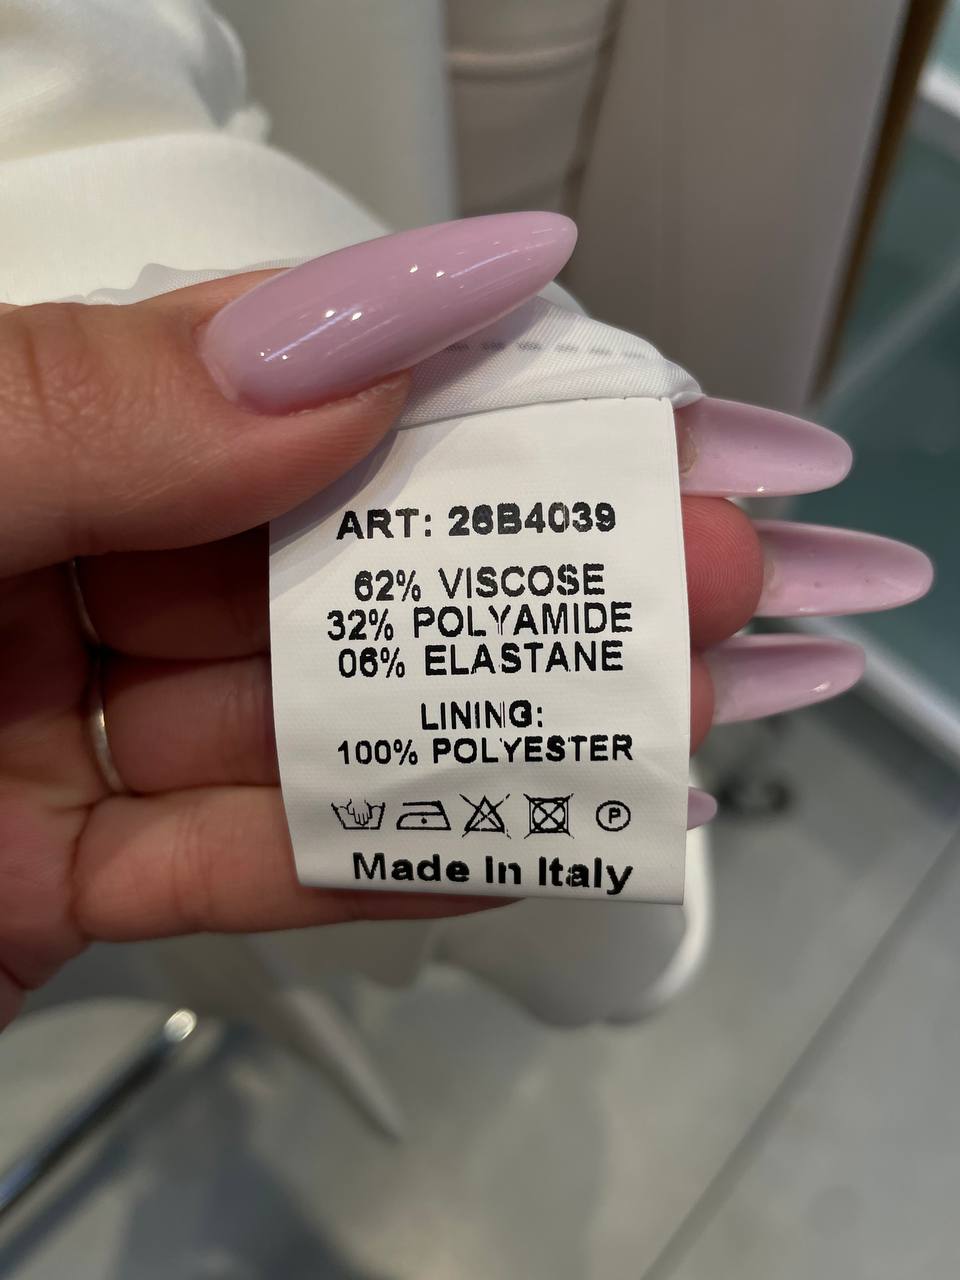 ART: 26B4039
62% VISCOSE
32% POLYAMIDE
06% ELASTANE
LINING:
100% POLYESTER
P
Made In Italy